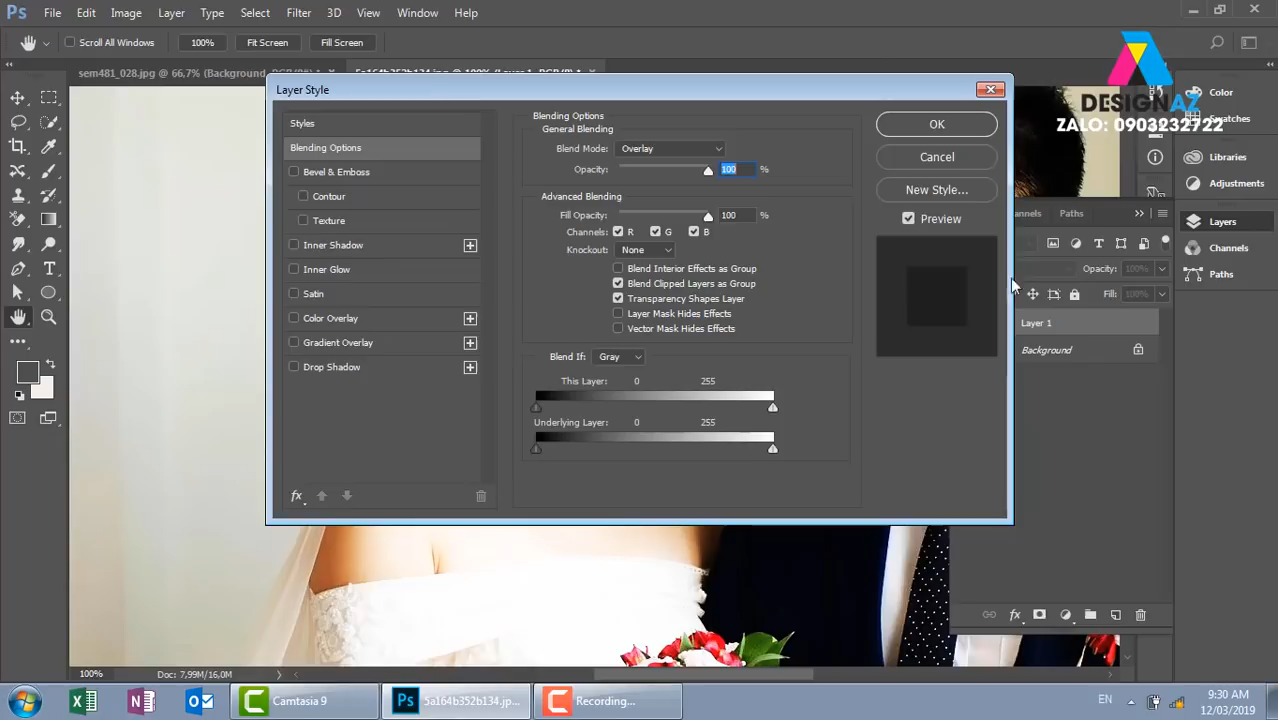 Ps File Edit Image Layer Type Select Filter 3D View Window Help
Scroll All Windows 100% Fit Screen Fill Screen
DESIGNAZ
ZALO: 0903232722
Layer Style
Styles
Blending Options
Bevel & Emboss
Contour
Texture
Inner Shadow
Inner Glow
Satin
Color Overlay
Gradient Overlay
Drop Shadow
fx
Blending Options
General Blending
Blend Mode: Overlay
Opacity: 100 %
Advanced Blending
Fill Opacity: 100 %
Channels: R G B
Knockout: None
Blend Interior Effects as Group
Blend Clipped Layers as Group
Transparency Shapes Layer
Layer Mask Hides Effects
Vector Mask Hides Effects
Blend If: Gray
This Layer: 0 255
Underlying Layer: 0 255
OK
Cancel
New Style...
Preview
Paths
Opacity: 100%
Fill: 100%
Layer 1
Background
fx
Color
Swatches
Libraries
Adjustments
Layers
Channels
Paths
100% Doc: 7,99M/16,0M
Camtasia 9
Ps 5a164b352b134.jp...
Recording...
EN
9:30 AM
12/03/2019